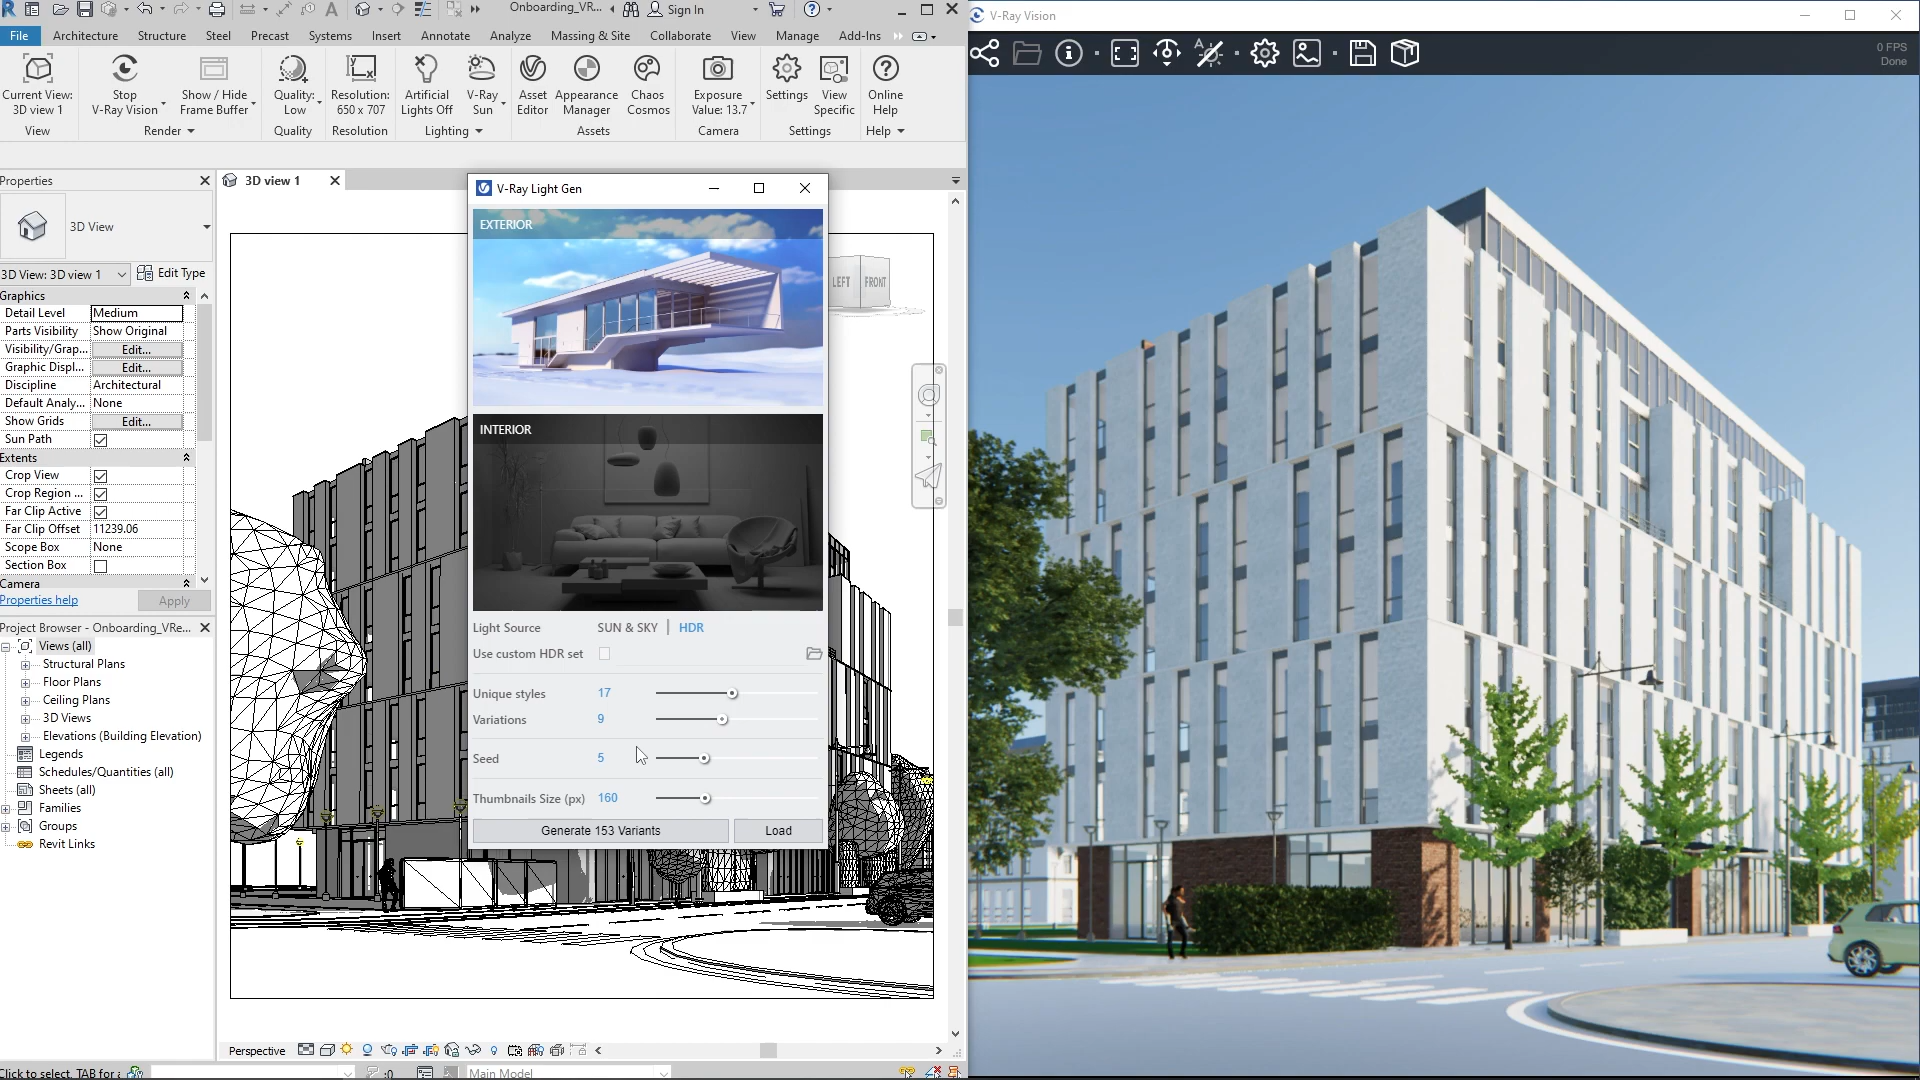 Onboarding_VR...
Sign In
File
Architecture
Structure
Steel
Precast
Systems
Insert
Annotate
Analyze
Massing & Site
Collaborate
View
Manage
Add-Ins
Current View:
3D view 1
Stop
V-Ray Vision
Show / Hide
Frame Buffer
Quality:
Low
Resolution:
650 x 707
Artificial
Lights Off
V-Ray
Sun
Asset
Editor
Appearance
Manager
Chaos
Cosmos
Exposure
Value: 13.7
Settings
View
Specific
Online
Help
View
Render
Quality
Resolution
Lighting
Assets
Camera
Settings
Help
Properties
3D View
3D View: 3D view 1
Edit Type
Graphics
Detail Level
Medium
Parts Visibility
Show Original
Visibility/Grap...
Edit...
Graphic Displ...
Edit...
Discipline
Architectural
Default Analy...
None
Show Grids
Edit...
Sun Path
Extents
Crop View
Crop Region ...
Far Clip Active
Far Clip Offset
11239.06
Scope Box
None
Section Box
Camera
Properties help
Apply
Project Browser - Onboarding_VRe...
Views (all)
Structural Plans
Floor Plans
Ceiling Plans
3D Views
Elevations (Building Elevation)
Legends
Schedules/Quantities (all)
Sheets (all)
Families
Groups
Revit Links
3D view 1
LEFT
FRONT
V-Ray Light Gen
EXTERIOR
INTERIOR
Light Source
SUN & SKY | HDR
Use custom HDR set
Unique styles
17
Variations
9
Seed
5
Thumbnails Size (px)
160
Generate 153 Variants
Load
Perspective
Click to select, TAB for a
:0
Main Model
V-Ray Vision
0 FPS
Done